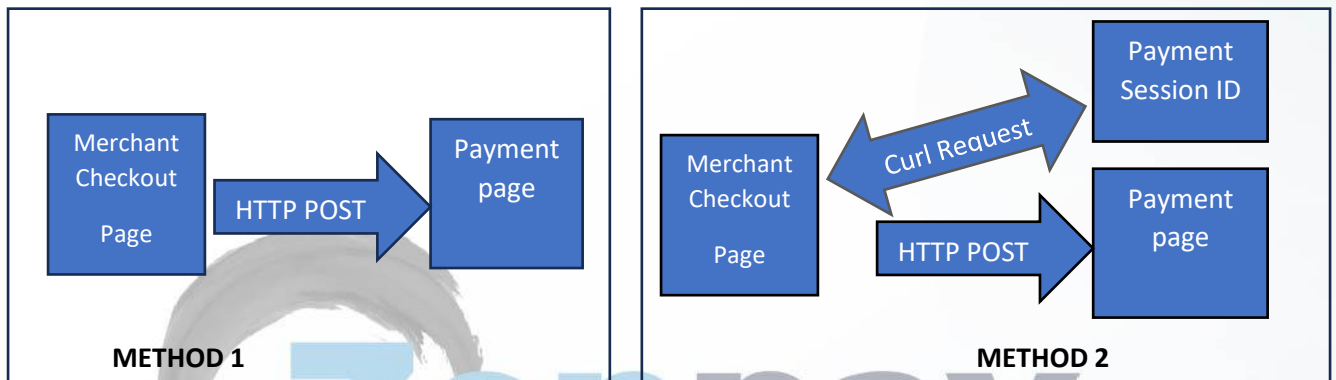 Merchant
Checkout
Page
HTTP POST
Payment
page
METHOD 1
Payment
Session ID
Curl Request
Merchant
Checkout
Page
HTTP POST
Payment
page
METHOD 2